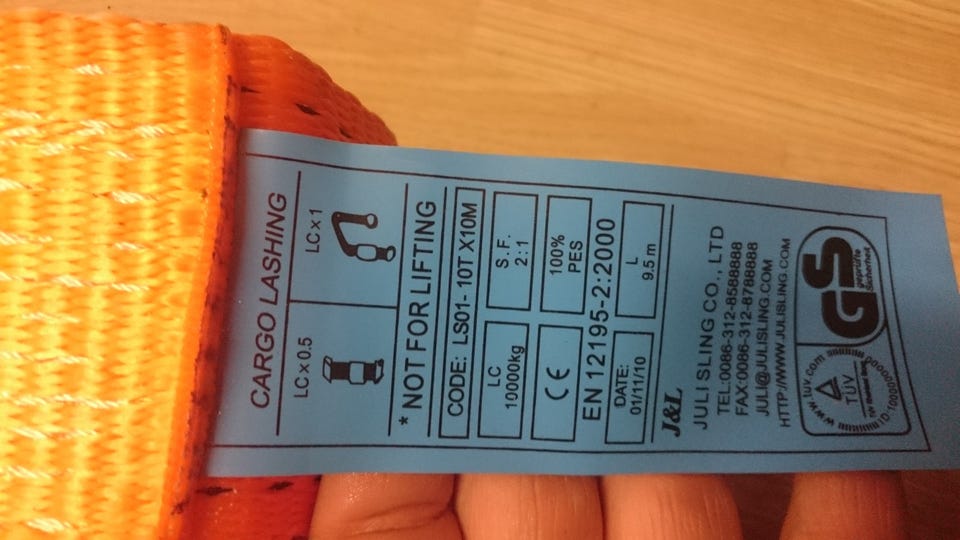 CARGO LASHING
LC x 0.5
LC x 1
* NOT FOR LIFTING
CODE: LS01- 10T X10M
LC
10000kg
S. F.
2:1
CE
100%
PES
EN 12195-2:2000
DATE:
01/11/10
L
9.5 m
J&L
JULI SLING CO., LTD
TEL:0086-312-8588888
FAX:0086-312-8788888
JULI@JULISLING.COM
HTTP://WWW.JULISLING.COM
www.tuv.com
TÜV
GS
geprüfte
Sicherheit